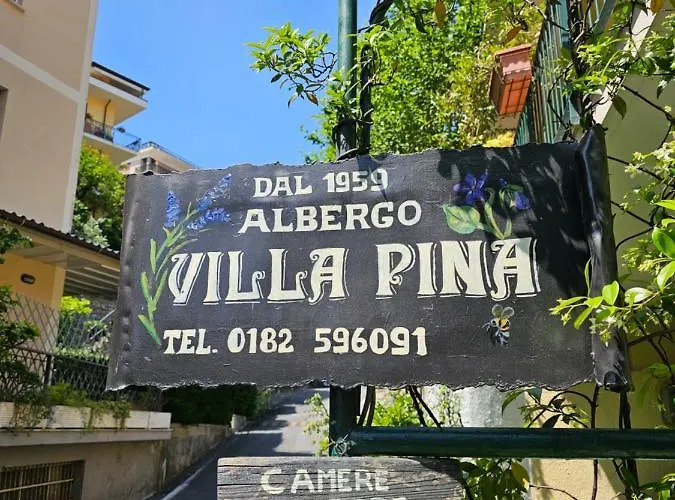 DAL 1959
ALBERGO
VILLA PINA
TEL. 0182 596091
CAMERE